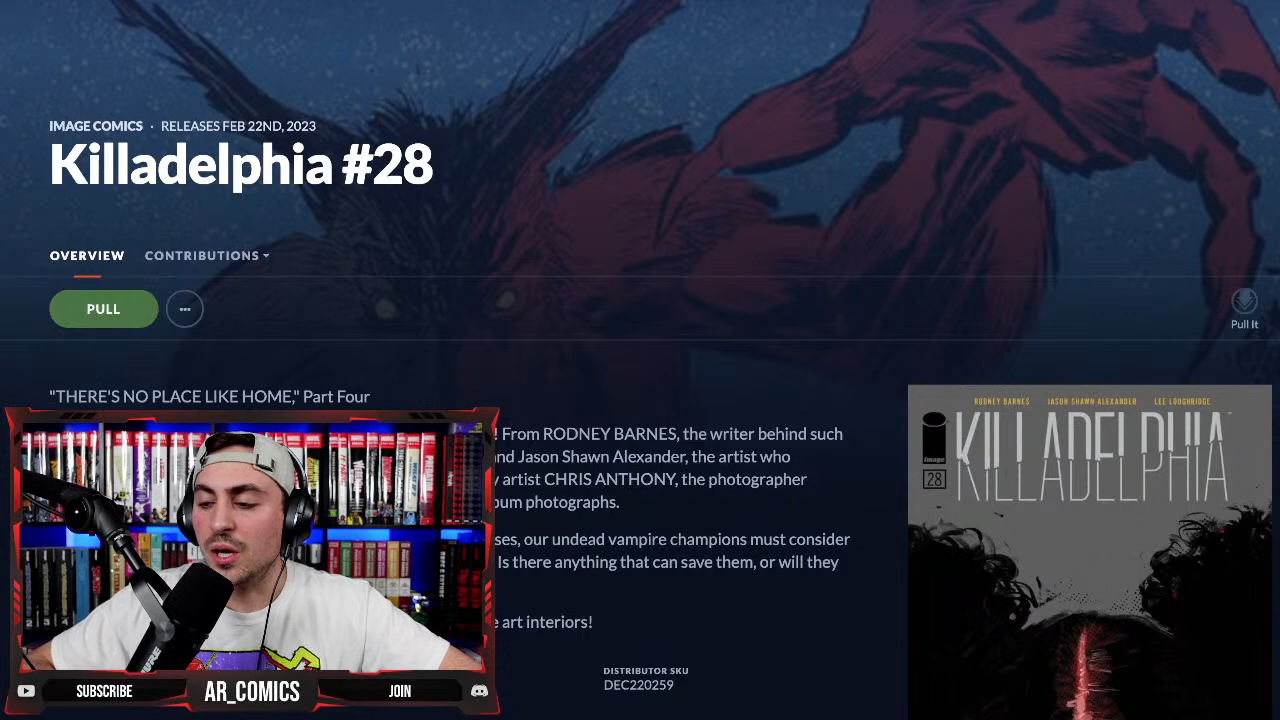 IMAGE COMICS · RELEASES FEB 22ND, 2023
Killadelphia #28
OVERVIEW CONTRIBUTIONS
PULL
Pull It
"THERE'S NO PLACE LIKE HOME," Part Four
! From RODNEY BARNES, the writer behind such
nd Jason Shawn Alexander, the artist who
artist CHRIS ANTHONY, the photographer
bum photographs.
ses, our undead vampire champions must consider
Is there anything that can save them, or will they
e art interiors!
DISTRIBUTOR SKU
DEC220259
RODNEY BARNES JASON SHAWN ALEXANDER LEE LOUGHRIDGE
KILLADELPHIA
image
28
SUBSCRIBE AR_COMICS JOIN